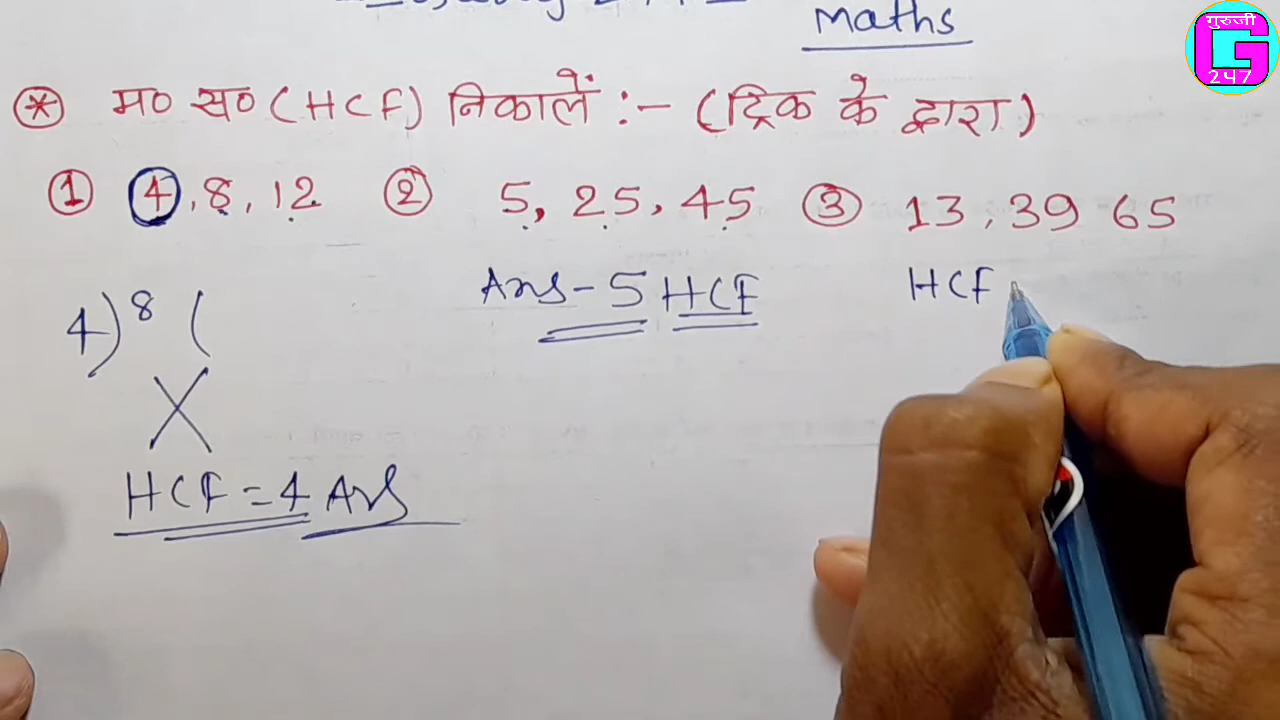 Maths
गुरुजी
G
247
* म० स० (HCF) निकालें :- (ट्रिक के द्वारा)
① 4, 8, 12 ② 5, 25, 45 ③ 13, 39 65
4) 8 (
Ans - 5 HCF
HCF
HCF = 4 Ans